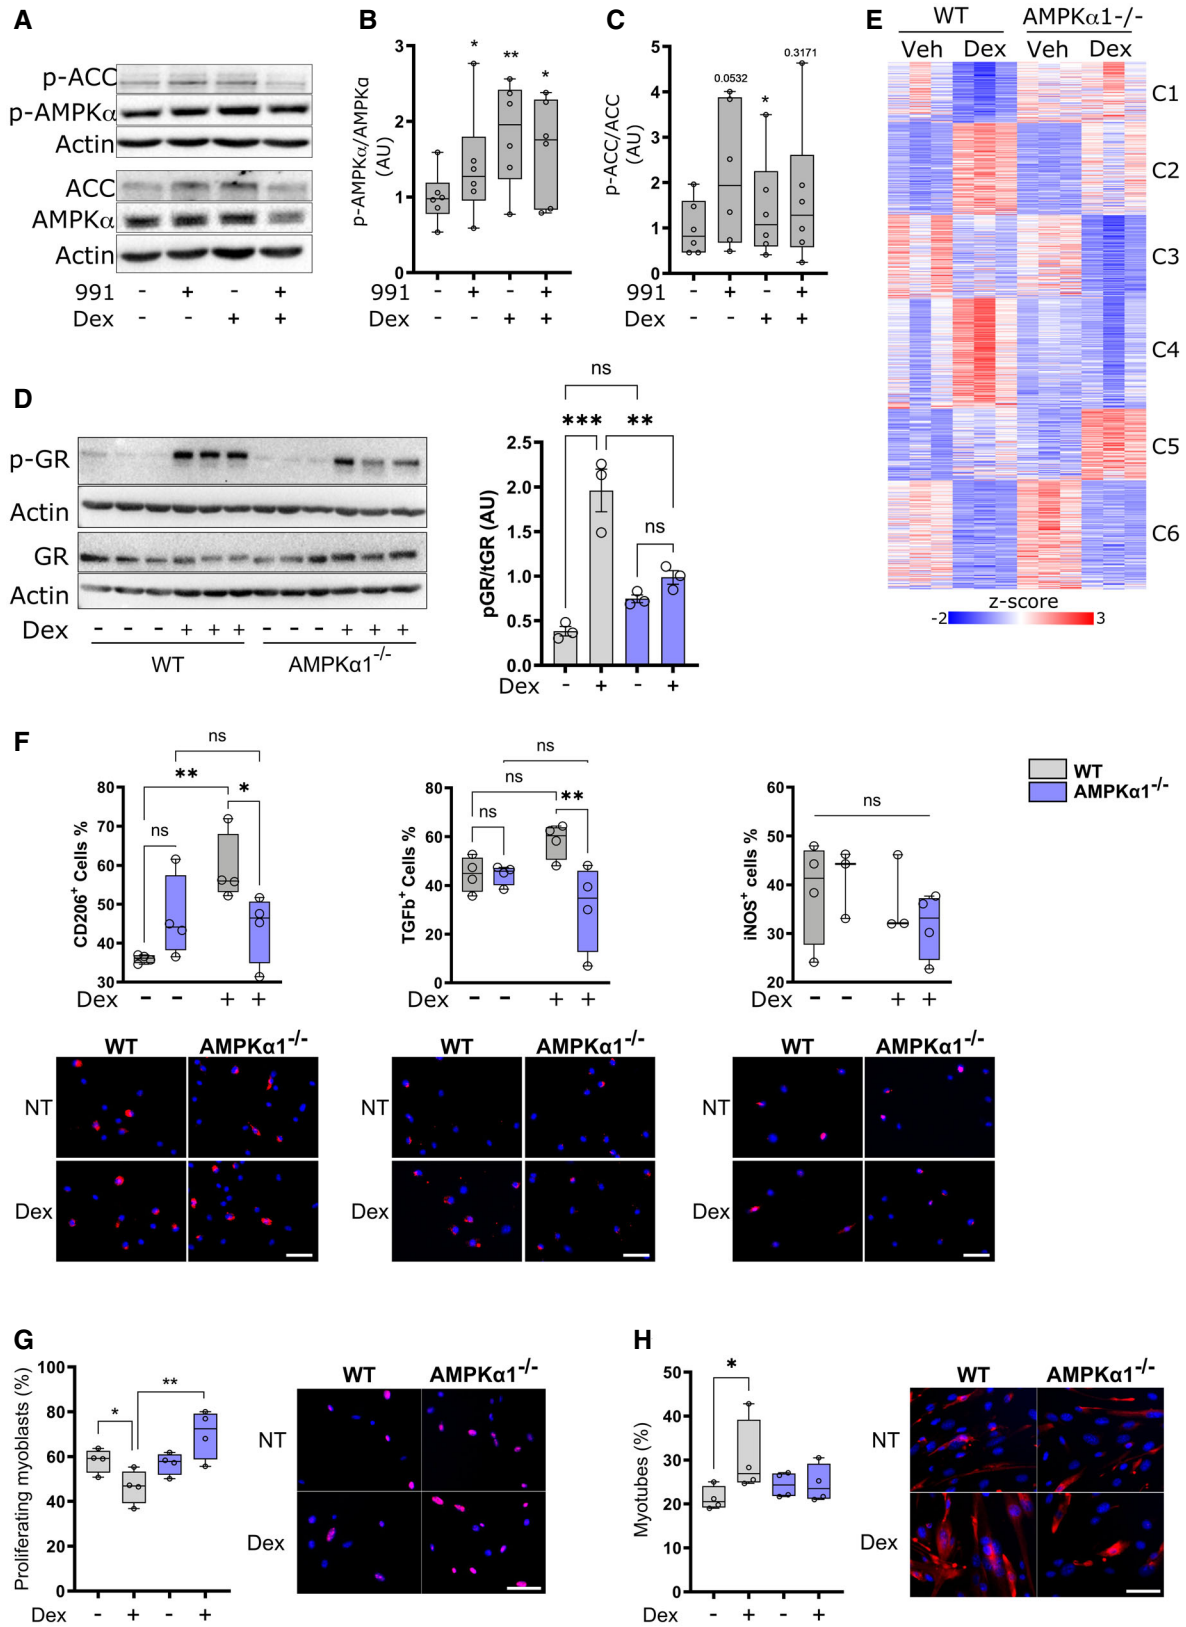 A
p-ACC
p-AMPKα
Actin
ACC
AMPKα
Actin
991 - + - +
Dex - - + +
B
p-AMPKα/AMPKα
(AU)
3
2
1
0
* ** *
991 - + - +
Dex - - + +
C
p-ACC/ACC
(AU)
5
4
3
2
1
0
0.0532
*
0.3171
991 - + - +
Dex - - + +
E
WT AMPKα1-/-
Veh Dex Veh Dex
C1
C2
C3
C4
C5
C6
z-score
-2 3
D
p-GR
Actin
GR
Actin
Dex - - - + + + - - - + + +
WT AMPKα1-/-
ns
*** **
ns
pGR/tGR (AU)
2.5
2.0
1.5
1.0
0.5
0.0
Dex - + - +
F
ns
** *
ns
CD206+ Cells %
80
70
60
50
40
30
Dex - - + +
ns
ns **
ns
TGFb+ Cells %
80
60
40
20
0
Dex - - + +
ns
iNOS+ Cells %
60
50
40
30
20
Dex - - + +
WT
AMPKα1-/-
WT AMPKα1-/-
NT
Dex
WT AMPKα1-/-
NT
Dex
WT AMPKα1-/-
NT
Dex
G
Proliferating myoblasts (%)
100
80
60
40
20
0
* **
Dex - + - +
WT AMPKα1-/-
NT
Dex
H
Myotubes (%)
50
40
30
20
10
0
*
Dex - + - +
WT AMPKα1-/-
NT
Dex